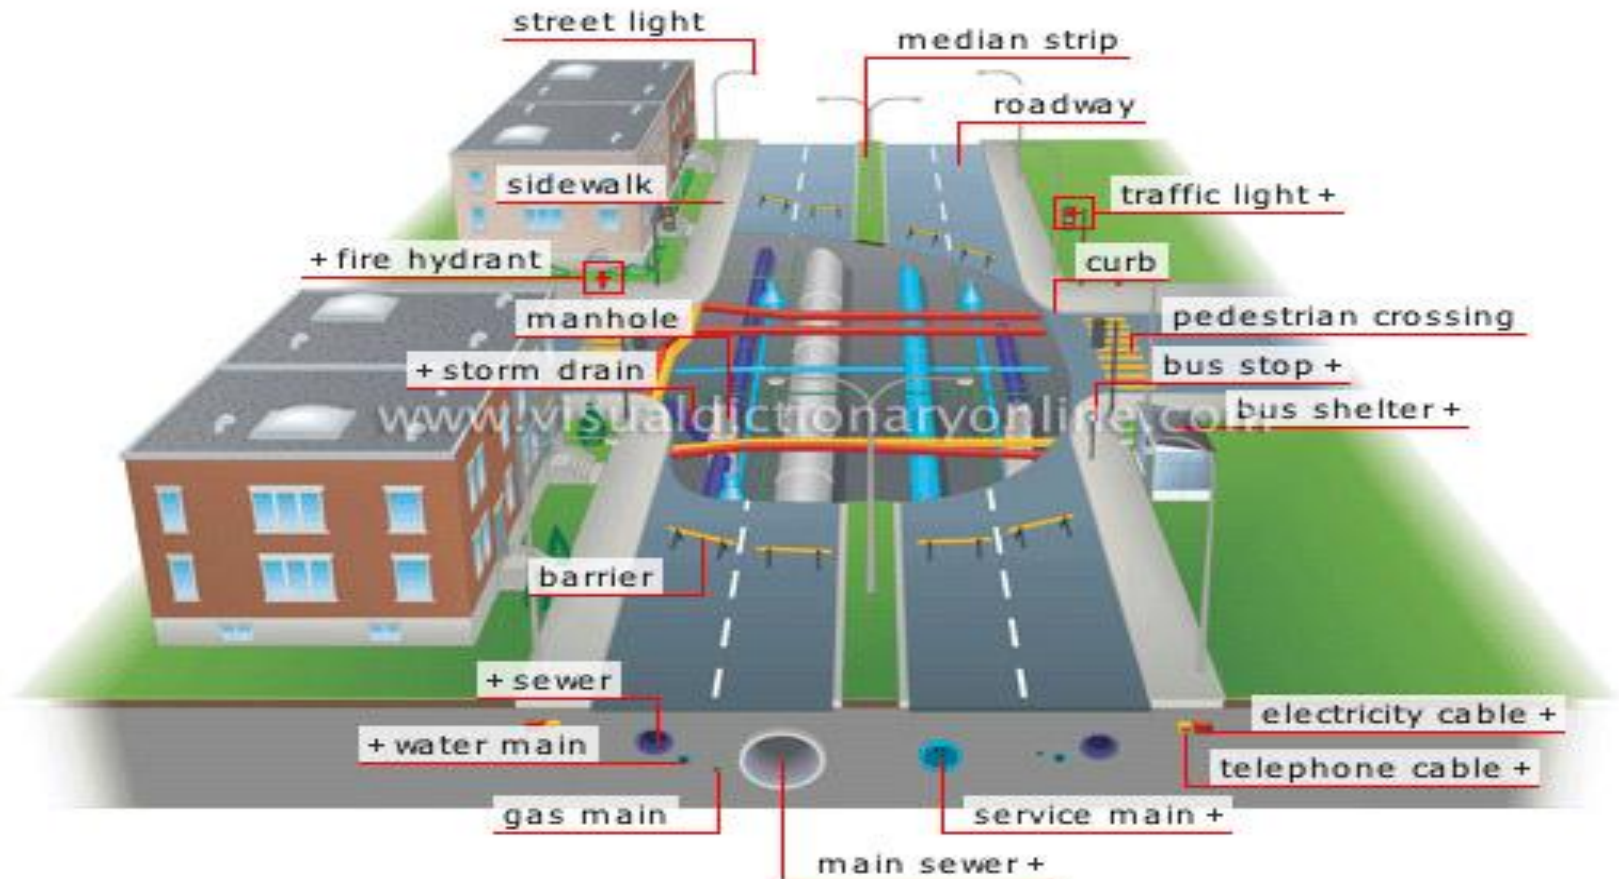 street light
median strip
roadway
sidewalk
traffic light +
+ fire hydrant
curb
manhole
pedestrian crossing
+ storm drain
bus stop +
www.visualdictionaryonline.com
bus shelter +
barrier
+ sewer
electricity cable +
+ water main
telephone cable +
gas main
service main +
main sewer +